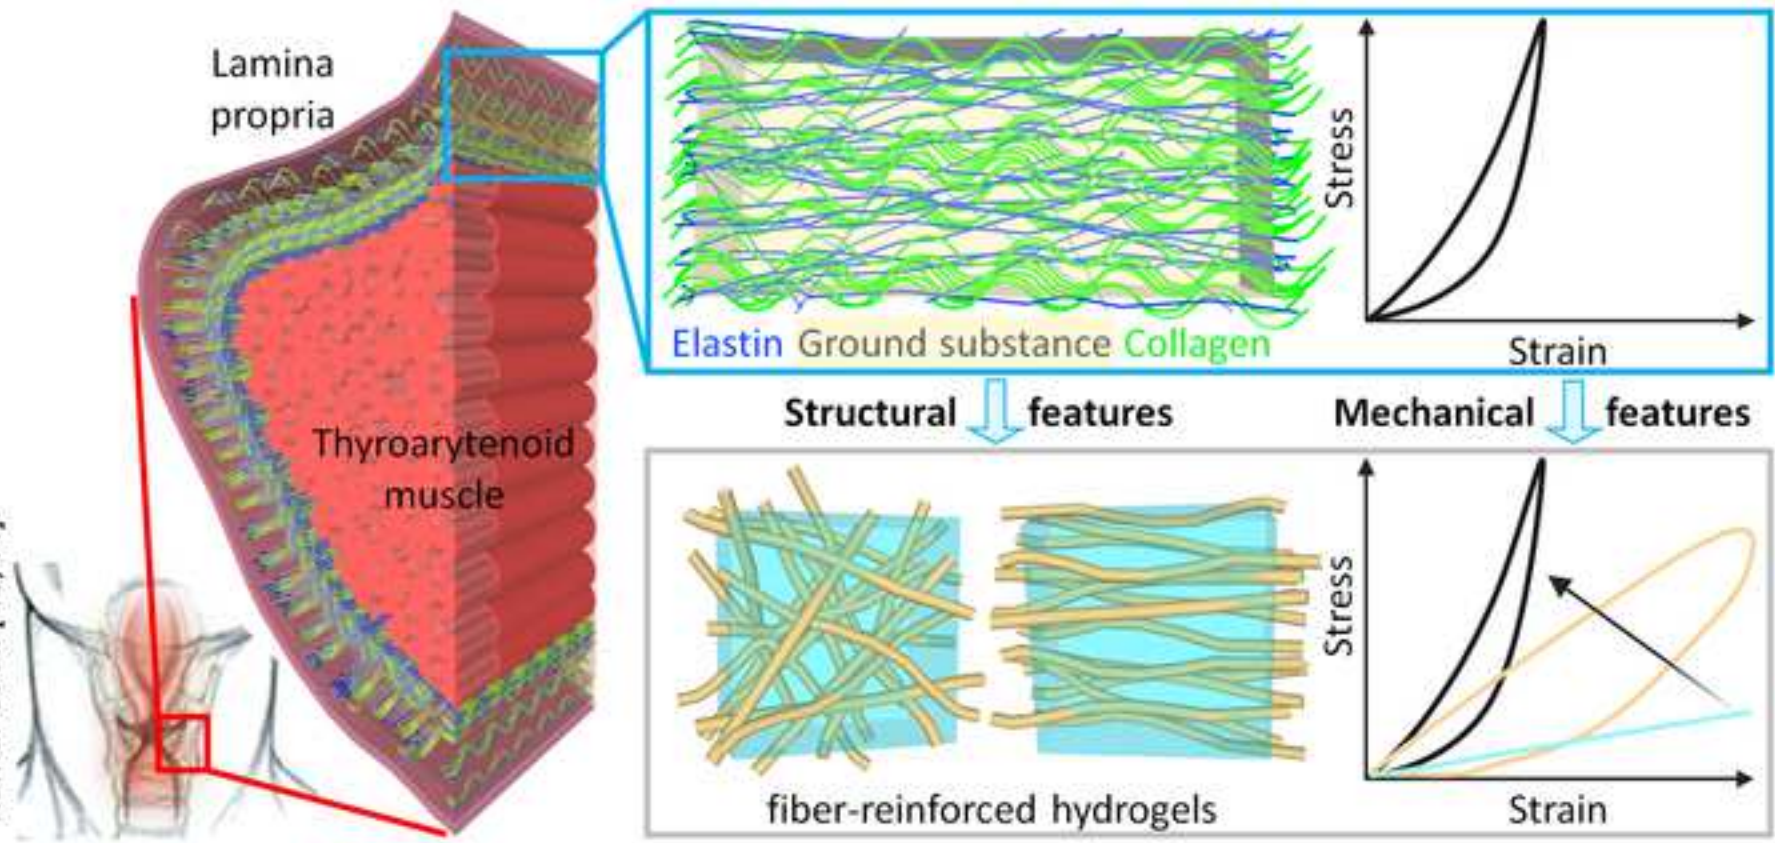 Lamina
propria
Thyroarytenoid
muscle
Elastin Ground substance Collagen
Stress
Strain
Structural features
Mechanical features
fiber-reinforced hydrogels
Stress
Strain